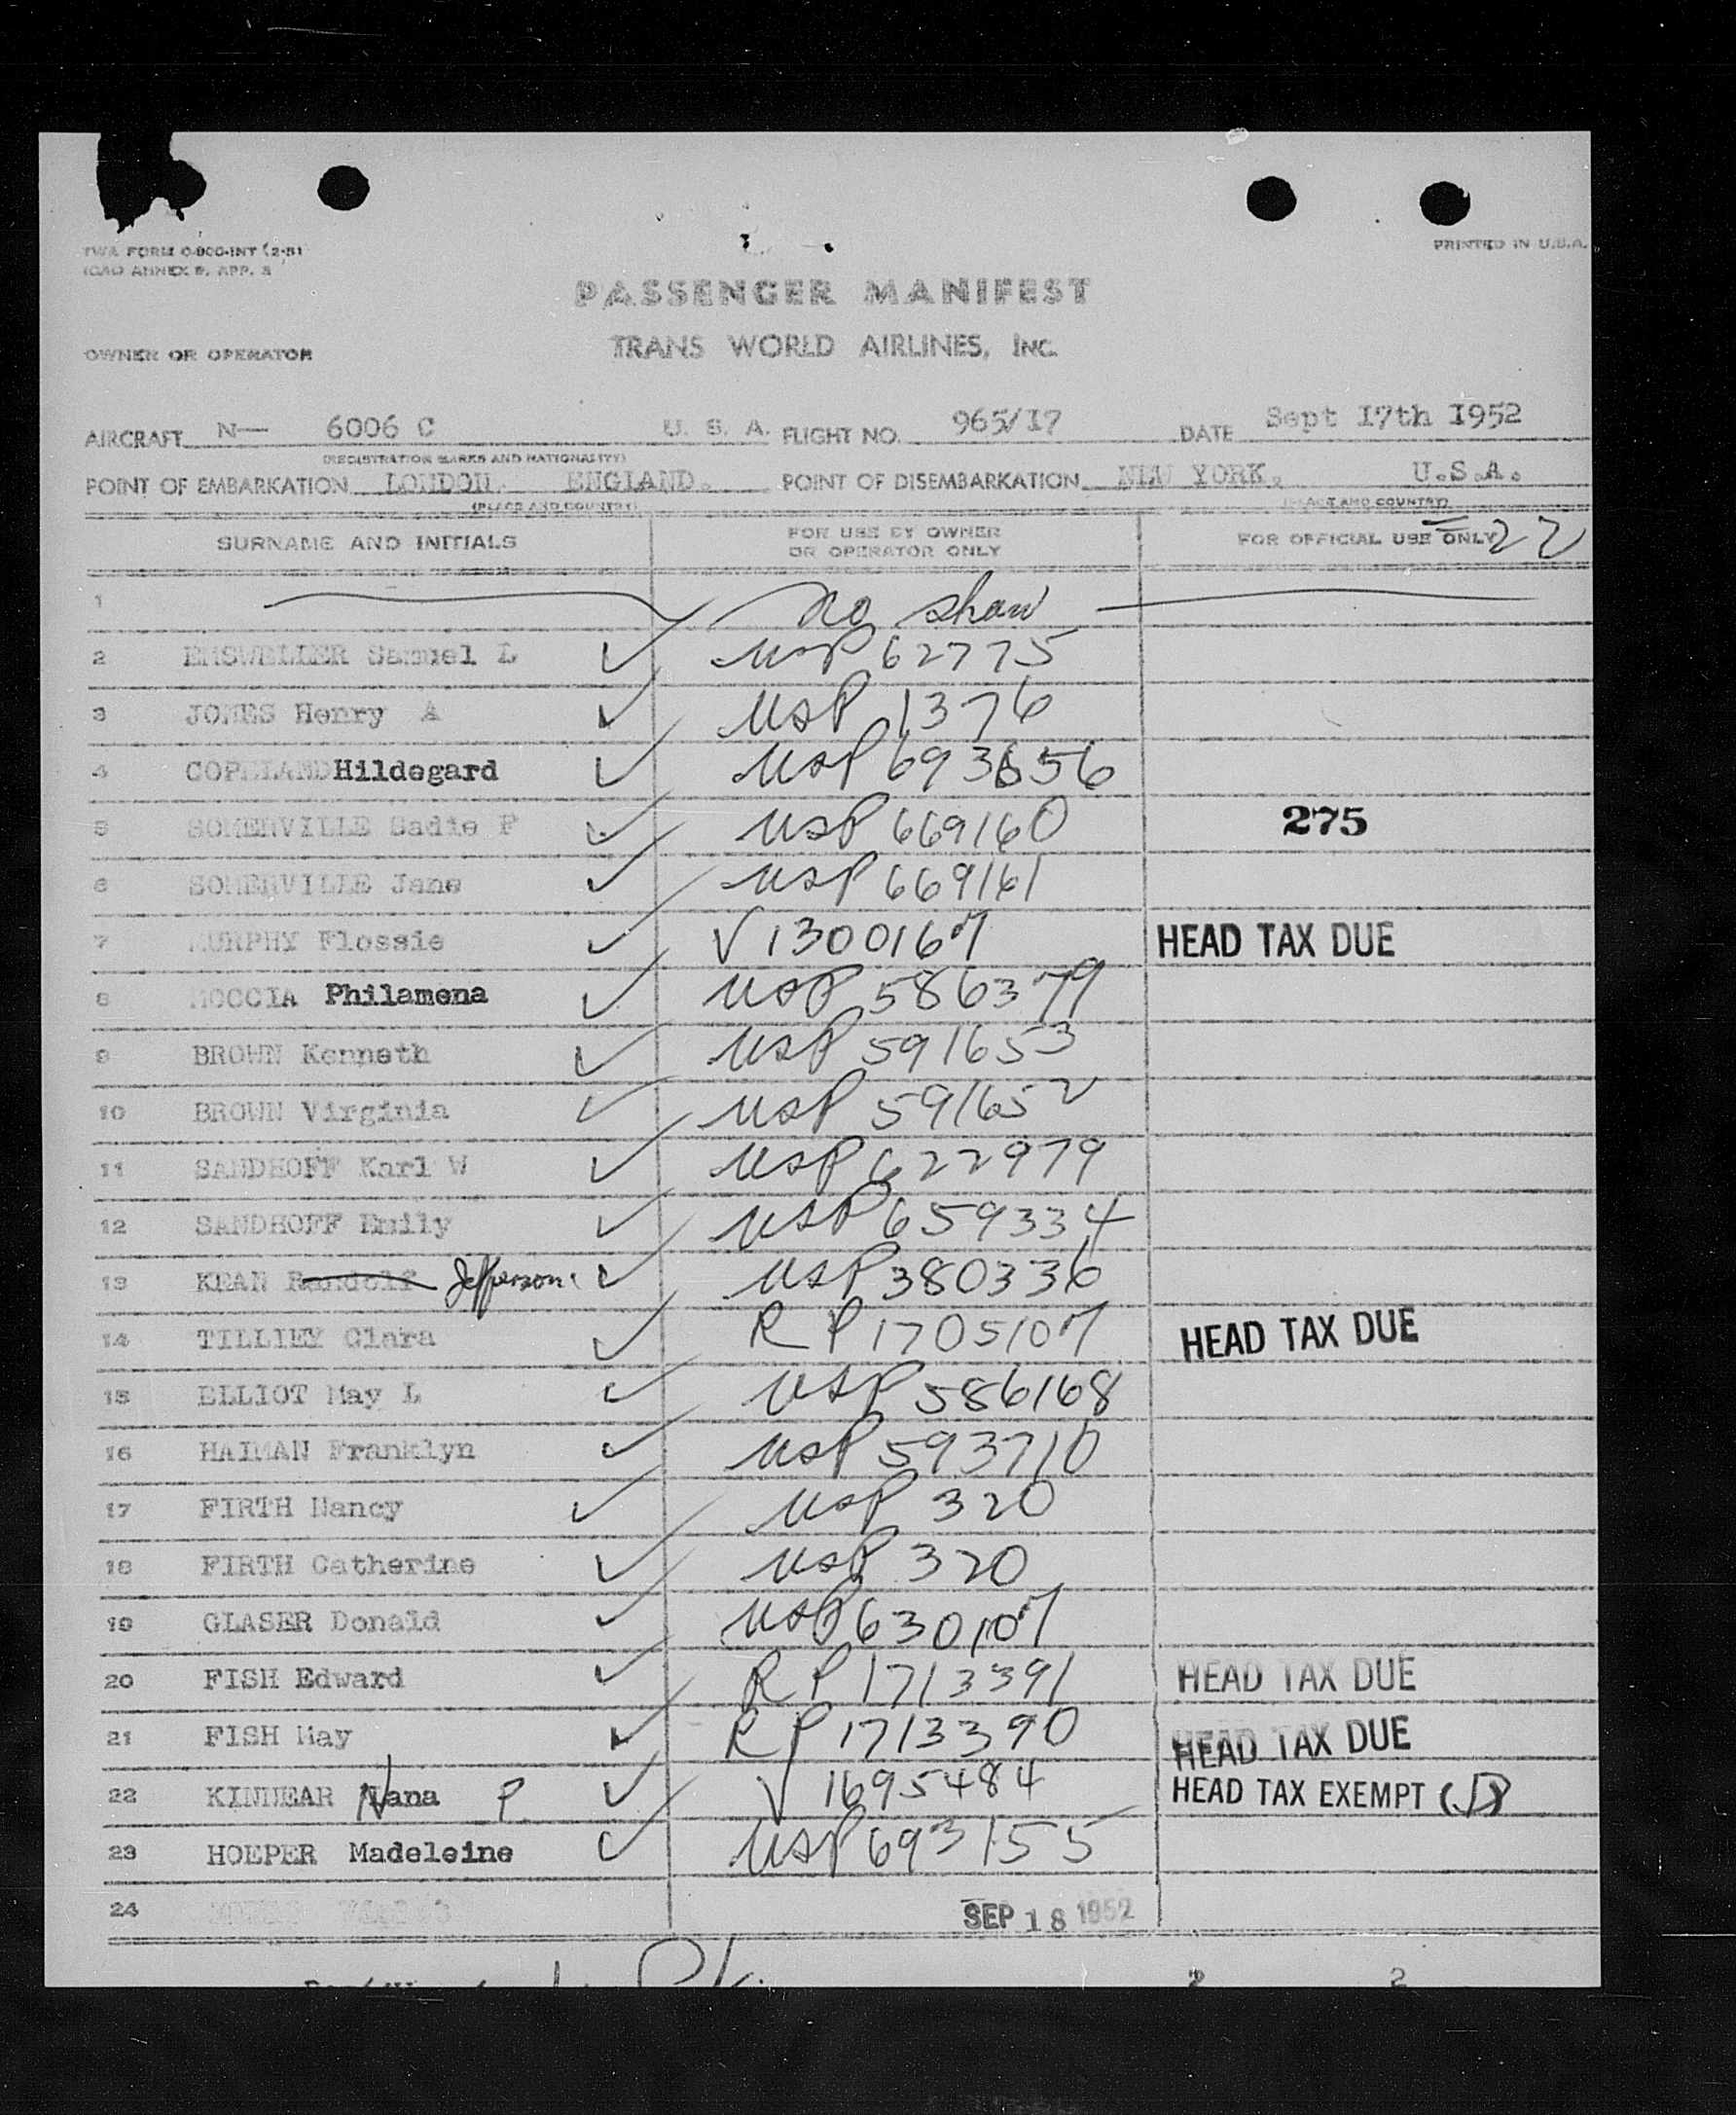 TWA FORM 0-800-INT (2-51
ICAO ANNEX 9, APP. 3
PRINTED IN U.S.A.
PASSENGER MANIFEST
OWNER OR OPERATOR TRANS WORLD AIRLINES, INC.
AIRCRAFT N— 6006 C U. S. A. FLIGHT NO. 965/17 DATE Sept 17th 1952
(REGISTRATION MARKS AND NATIONALITY)
POINT OF EMBARKATION LONDON ENGLAND. POINT OF DISEMBARKATION NEW YORK, U.S.A.
(PLACE AND COUNTRY) (PLACE AND COUNTRY)
SURNAME AND INITIALS FOR USE BY OWNER OR OPERATOR ONLY FOR OFFICIAL USE ONLY 22
1 no show
2 EMSWELLER Samuel L ✓ USP 62775
3 JONES Henry A ✓ USP 1376
4 COPELAND Hildegard ✓ USP 693656
5 SOMERVILLE Sadie P ✓ USP 669160 275
6 SOMERVILLE Jane ✓ USP 669161
7 MURPHY Flossie ✓ V 1300167 HEAD TAX DUE
8 MOCCIA Philamena ✓ USP 586379
9 BROWN Kenneth ✓ USP 591653
10 BROWN Virginia ✓ USP 591652
11 SANDHOFF Karl W ✓ USP 622979
12 SANDHOFF Emily ✓ USP 659334
13 KEAN Randolf Jefferson ✓ USP 380336
14 TILLIEY Clara ✓ R P 1705107 HEAD TAX DUE
15 ELLIOT May L ✓ USP 586168
16 HAIMAN Franklyn ✓ USP 593710
17 FIRTH Nancy ✓ USP 320
18 FIRTH Catherine ✓ USP 320
19 GLASER Donald ✓ USP 630107
20 FISH Edward ✓ R P 1713391 HEAD TAX DUE
21 FISH May ✓ R P 1713390 HEAD TAX DUE
22 KINNEAR Nana P. ✓ V 1695484 HEAD TAX EXEMPT
23 HOEPER Madeleine ✓ USP 693155
24 SEP 18 1952
2 2